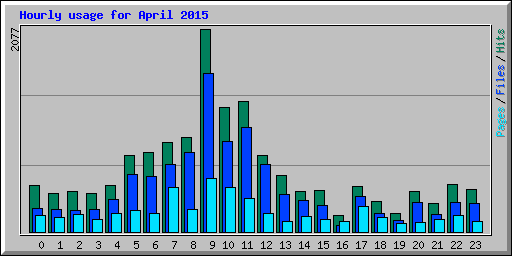 Hourly usage for April 2015
2077
Pages/Files/Hits
0 1 2 3 4 5 6 7 8 9 10 11 12 13 14 15 16 17 18 19 20 21 22 23